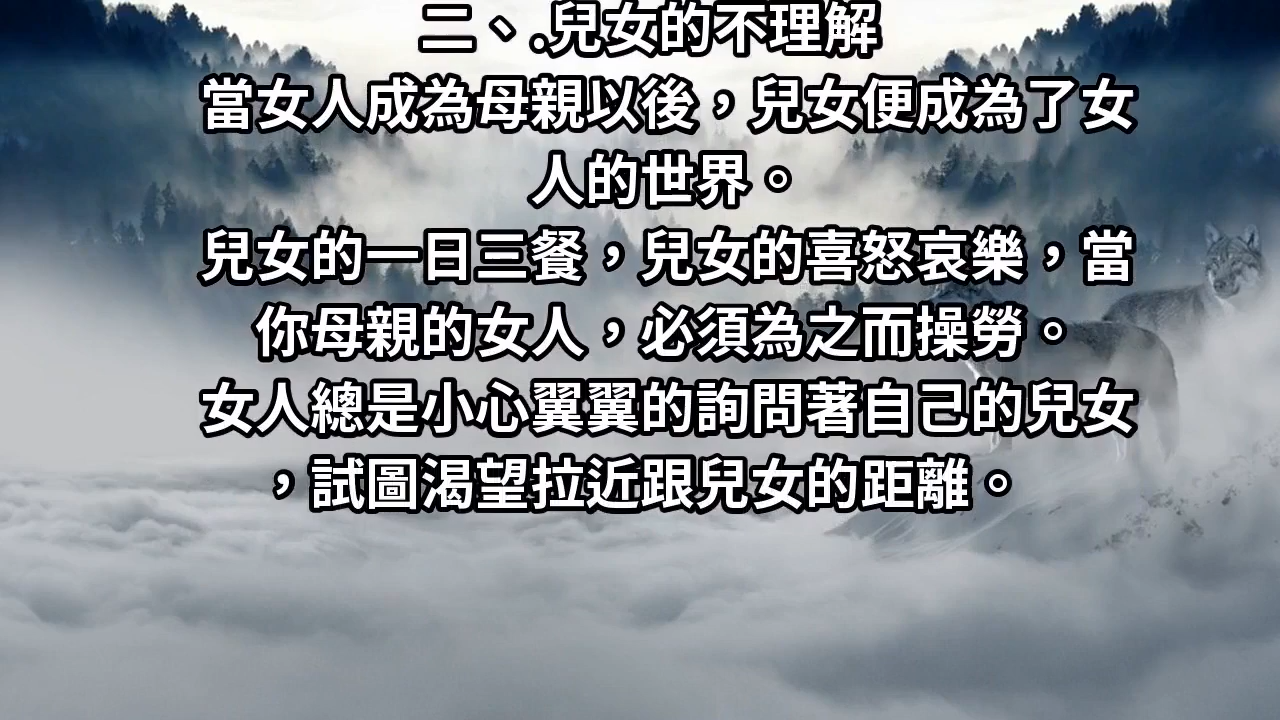 二、.兒女的不理解
當女人成為母親以後，兒女便成為了女
人的世界。
兒女的一日三餐，兒女的喜怒哀樂，當
你母親的女人，必須為之而操勞。
女人總是小心翼翼的詢問著自己的兒女
，試圖渴望拉近跟兒女的距離。